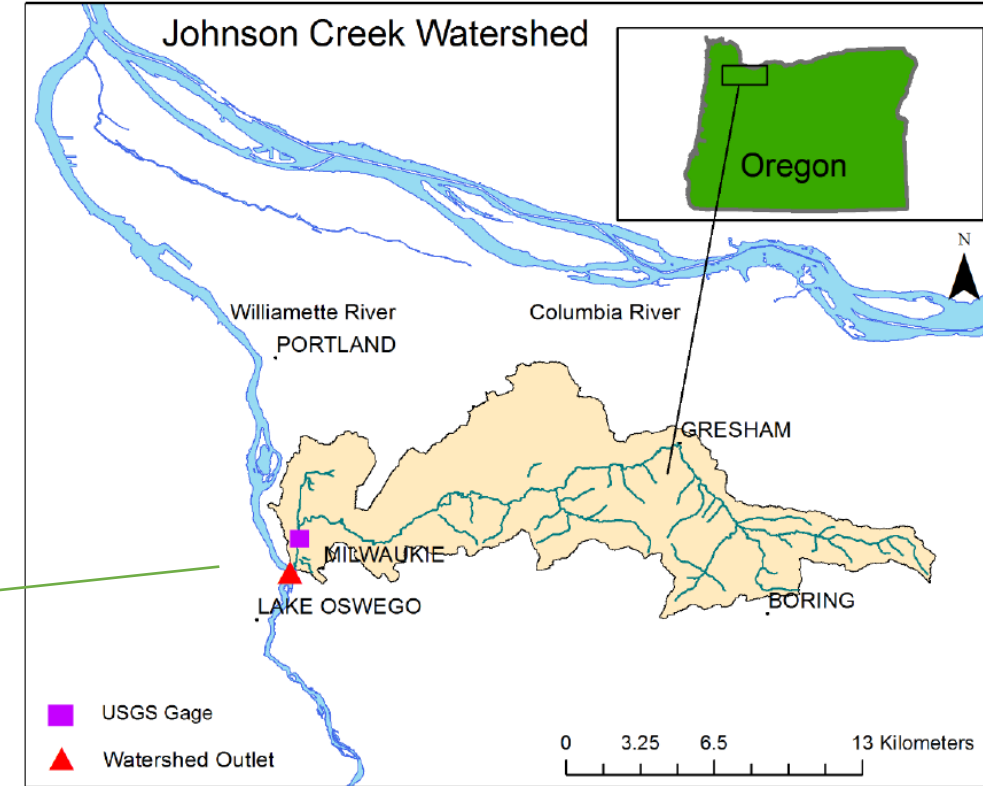 Johnson Creek Watershed
Oregon
N
Williamette River
Columbia River
PORTLAND
GRESHAM
MILWAUKIE
LAKE OSWEGO
BORING
USGS Gage
Watershed Outlet
0 3.25 6.5 13 Kilometers